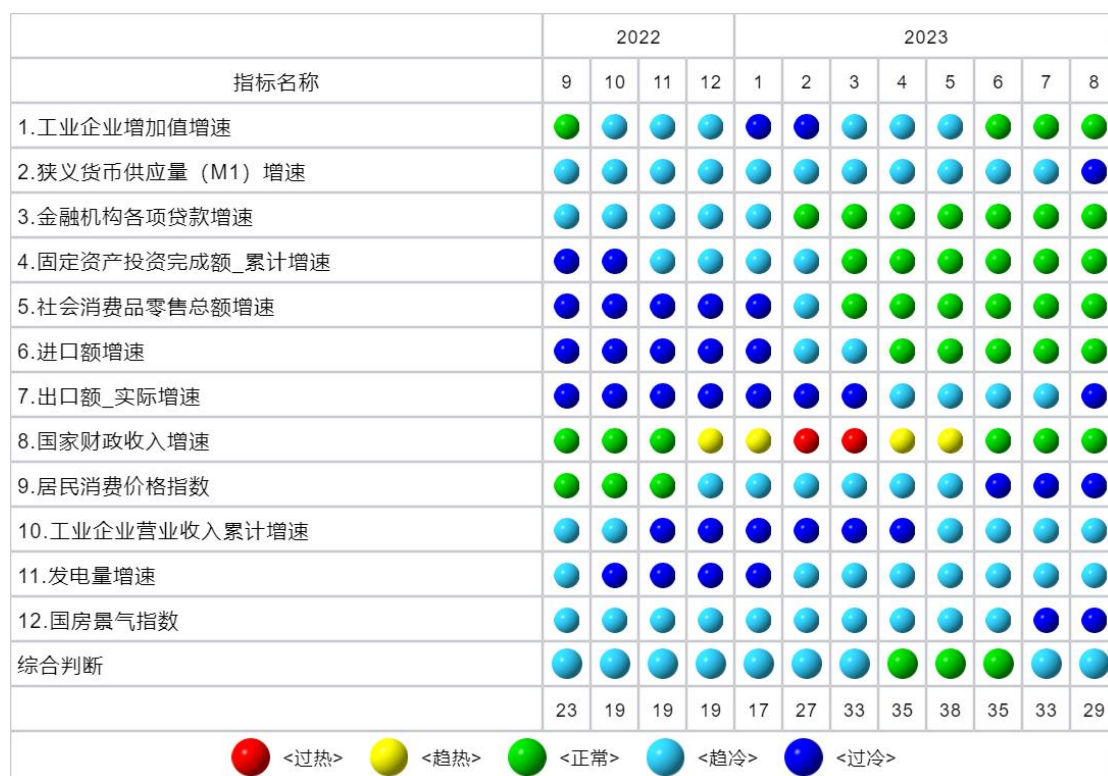 2022 2023
指标名称 9 10 11 12 1 2 3 4 5 6 7 8
1.工业企业增加值增速
2.狭义货币供应量（M1）增速
3.金融机构各项贷款增速
4.固定资产投资完成额_累计增速
5.社会消费品零售总额增速
6.进口额增速
7.出口额_实际增速
8.国家财政收入增速
9.居民消费价格指数
10.工业企业营业收入累计增速
11.发电量增速
12.国房景气指数
综合判断
23 19 19 19 17 27 33 35 38 35 33 29
<过热> <趋热> <正常> <趋冷> <过冷>